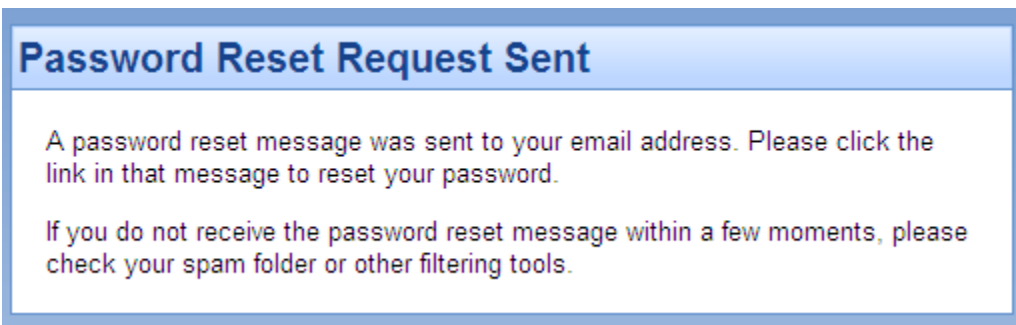 Password Reset Request Sent
A password reset message was sent to your email address. Please click the
link in that message to reset your password.
If you do not receive the password reset message within a few moments, please
check your spam folder or other filtering tools.